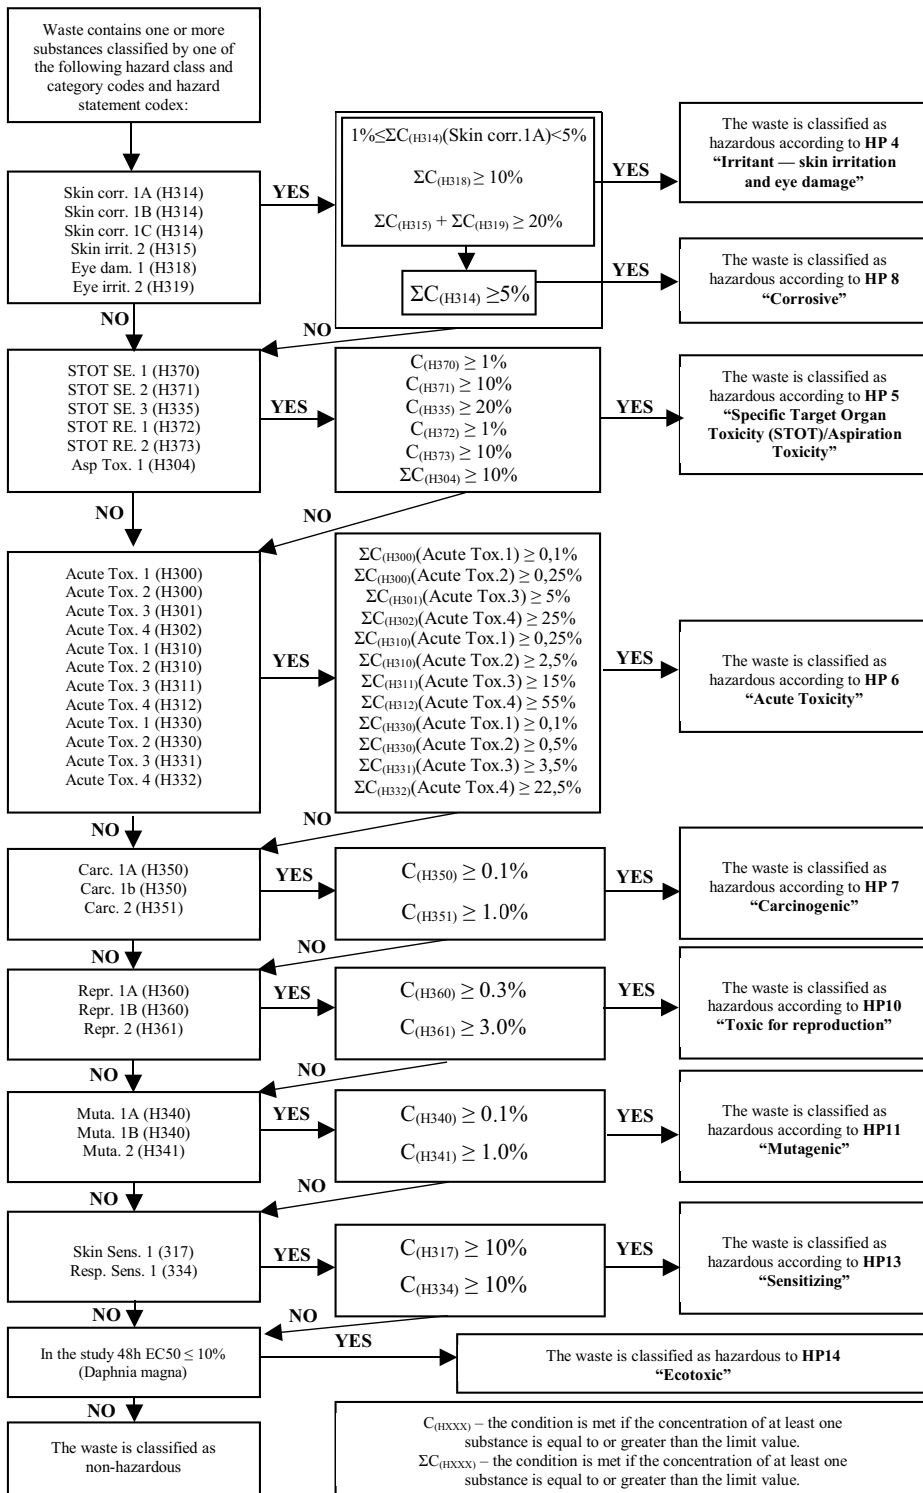 Waste contains one or more
substances classified by one of
the following hazard class and
category codes and hazard
statement codex:
Skin corr. 1A (H314)
Skin corr. 1B (H314)
Skin corr. 1C (H314)
Skin irrit. 2 (H315)
Eye dam. 1 (H318)
Eye irrit. 2 (H319)
YES
1%≤ΣC(H314)(Skin corr.1A)<5%
ΣC(H318) ≥ 10%
ΣC(H315) + ΣC(H319) ≥ 20%
YES
The waste is classified as
hazardous according to HP 4
“Irritant — skin irritation
and eye damage”
ΣC(H314) ≥5%
YES
The waste is classified as
hazardous according to HP 8
“Corrosive”
NO
NO
STOT SE. 1 (H370)
STOT SE. 2 (H371)
STOT SE. 3 (H335)
STOT RE. 1 (H372)
STOT RE. 2 (H373)
Asp Tox. 1 (H304)
YES
C(H370) ≥ 1%
C(H371) ≥ 10%
C(H335) ≥ 20%
C(H372) ≥ 1%
C(H373) ≥ 10%
ΣC(H304) ≥ 10%
YES
The waste is classified as
hazardous according to HP 5
“Specific Target Organ
Toxicity (STOT)/Aspiration
Toxicity”
NO
NO
Acute Tox. 1 (H300)
Acute Tox. 2 (H300)
Acute Tox. 3 (H301)
Acute Tox. 4 (H302)
Acute Tox. 1 (H310)
Acute Tox. 2 (H310)
Acute Tox. 3 (H311)
Acute Tox. 4 (H312)
Acute Tox. 1 (H330)
Acute Tox. 2 (H330)
Acute Tox. 3 (H331)
Acute Tox. 4 (H332)
YES
ΣC(H300)(Acute Tox.1) ≥ 0,1%
ΣC(H300)(Acute Tox.2) ≥ 0,25%
ΣC(H301)(Acute Tox.3) ≥ 5%
ΣC(H302)(Acute Tox.4) ≥ 25%
ΣC(H310)(Acute Tox.1) ≥ 0,25%
ΣC(H310)(Acute Tox.2) ≥ 2,5%
ΣC(H311)(Acute Tox.3) ≥ 15%
ΣC(H312)(Acute Tox.4) ≥ 55%
ΣC(H330)(Acute Tox.1) ≥ 0,1%
ΣC(H330)(Acute Tox.2) ≥ 0,5%
ΣC(H331)(Acute Tox.3) ≥ 3,5%
ΣC(H332)(Acute Tox.4) ≥ 22,5%
YES
The waste is classified as
hazardous according to HP 6
“Acute Toxicity”
NO
NO
Carc. 1A (H350)
Carc. 1b (H350)
Carc. 2 (H351)
YES
C(H350) ≥ 0.1%
C(H351) ≥ 1.0%
YES
The waste is classified as
hazardous according to HP 7
“Carcinogenic”
NO
NO
Repr. 1A (H360)
Repr. 1B (H360)
Repr. 2 (H361)
YES
C(H360) ≥ 0.3%
C(H361) ≥ 3.0%
YES
The waste is classified as
hazardous according to HP10
“Toxic for reproduction”
NO
NO
Muta. 1A (H340)
Muta. 1B (H340)
Muta. 2 (H341)
YES
C(H340) ≥ 0.1%
C(H341) ≥ 1.0%
YES
The waste is classified as
hazardous according to HP11
“Mutagenic”
NO
NO
Skin Sens. 1 (317)
Resp. Sens. 1 (334)
YES
C(H317) ≥ 10%
C(H334) ≥ 10%
YES
The waste is classified as
hazardous according to HP13
“Sensitizing”
NO
NO
In the study 48h EC50 ≤ 10%
(Daphnia magna)
YES
The waste is classified as hazardous to HP14
“Ecotoxic”
NO
The waste is classified as
non-hazardous
C(HXXX) – the condition is met if the concentration of at least one
substance is equal to or greater than the limit value.
ΣC(HXXX) – the condition is met if the concentration of at least one
substance is equal to or greater than the limit value.